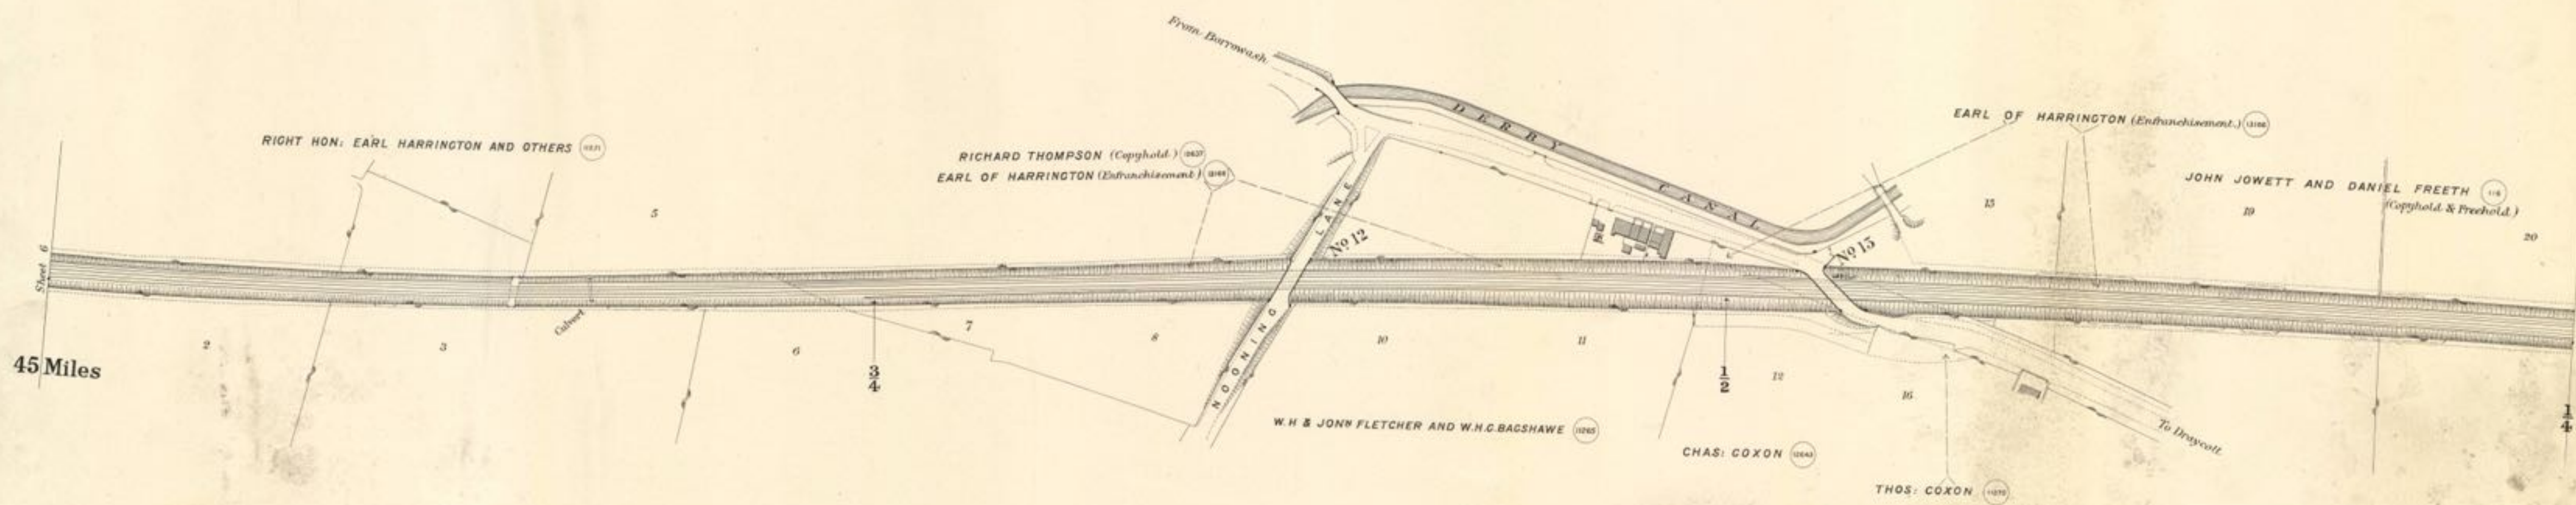 From Borrowash.
RIGHT HON: EARL HARRINGTON AND OTHERS
RICHARD THOMPSON (Copyhold.)
EARL OF HARRINGTON (Enfranchisement)
DERBY CANAL
EARL OF HARRINGTON (Enfranchisement.)
JOHN JOWETT AND DANIEL FREETH
(Copyhold & Freehold.)
5
15
19
20
Sheet 6
NOONING LANE
No 12
No 13
Culvert
2
3
6
7
8
10
11
12
16
45 Miles
3/4
1/2
1/4
W.H & JONN FLETCHER AND W.H.G.BAGSHAWE
CHAS: COXON
THOS: COXON
To Draycott.